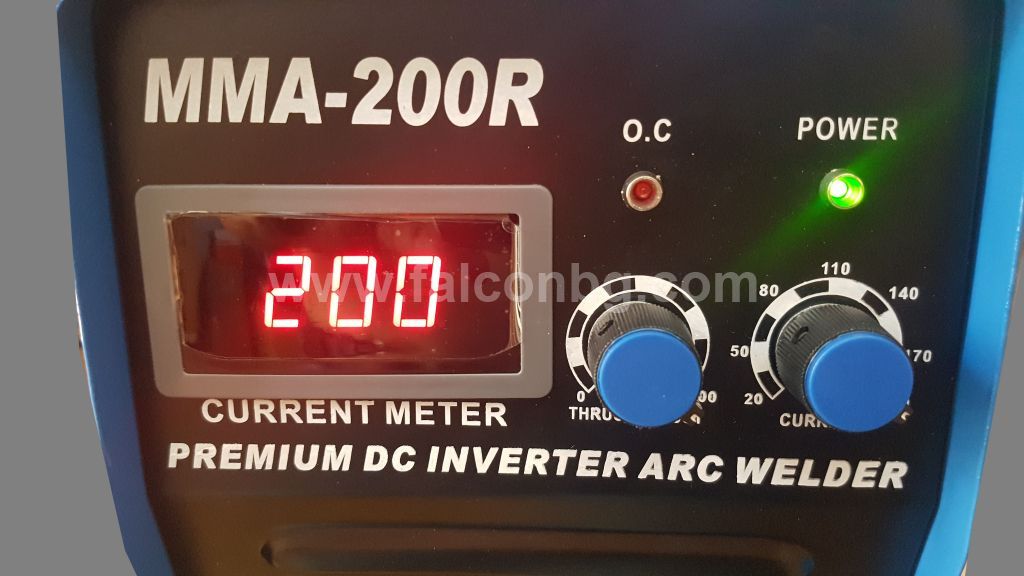 MMA-200R
O.C
POWER
200
www.falconbg.com
110
80
140
50
170
20
0
CURRENT METER
PREMIUM DC INVERTER ARC WELDER